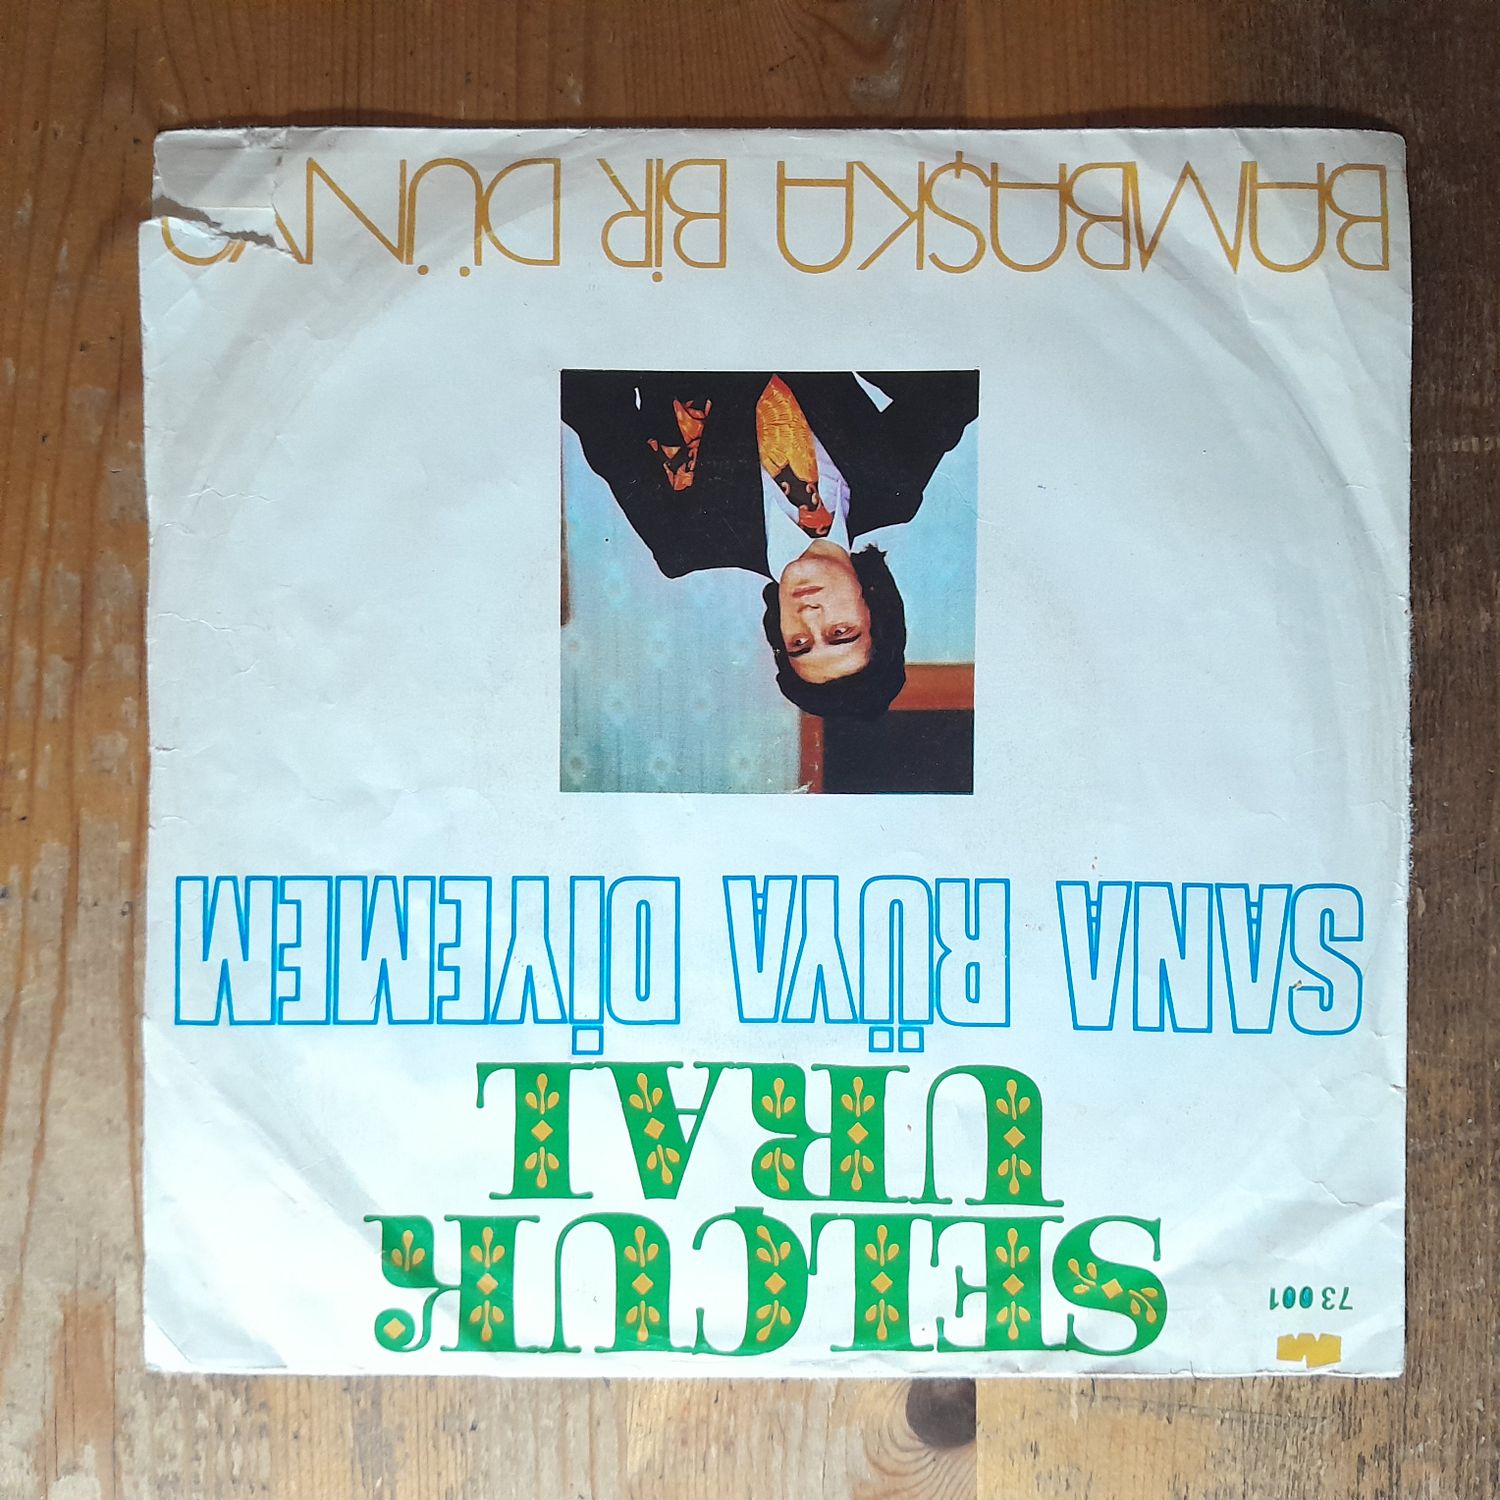 73 001
SELÇUK
URAL
SANA RÜYA DİYEMEM
BAMBAŞKA BİR DÜNYA